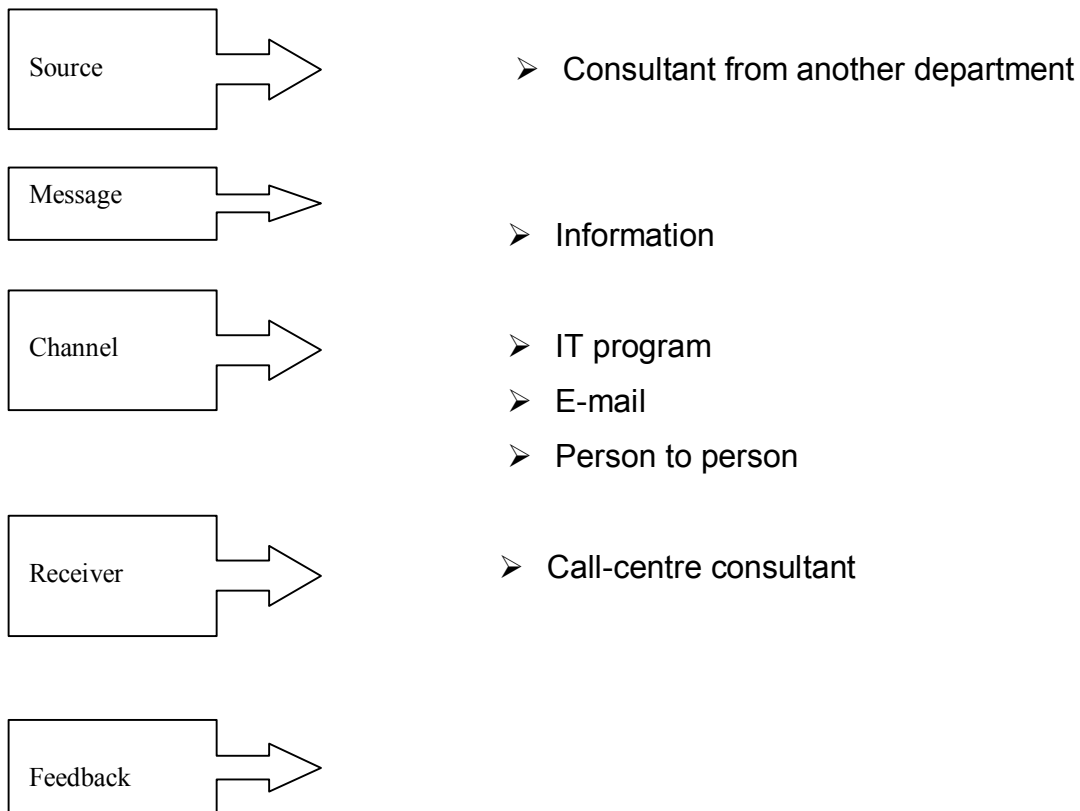 Source
➢ Consultant from another department
Message
➢ Information
Channel
➢ IT program
➢ E-mail
➢ Person to person
Receiver
➢ Call-centre consultant
Feedback